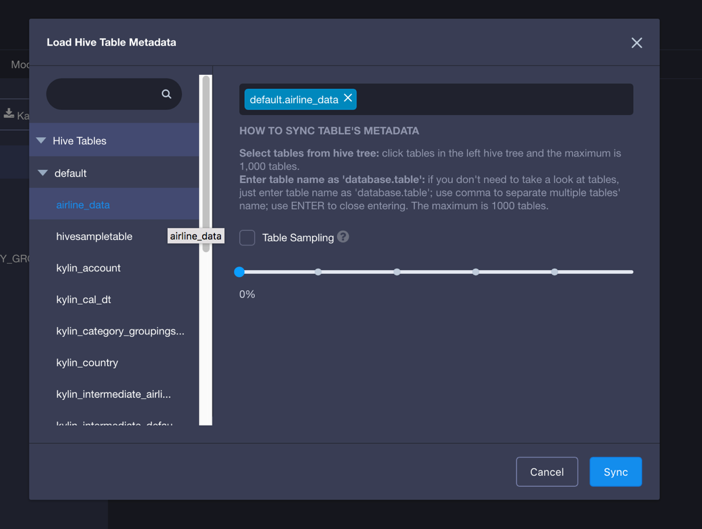 Load Hive Table Metadata
Moo
Ka
Y_GRO
Hive Tables
default
airline_data
hivesampletable
airline_data
kylin_account
kylin_cal_dt
kylin_category_groupings...
kylin_country
kylin_intermediate_airli...
default.airline_data
HOW TO SYNC TABLE'S METADATA
Select tables from hive tree: click tables in the left hive tree and the maximum is
1,000 tables.
Enter table name as 'database.table': if you don't need to take a look at tables,
just enter table name as 'database.table'; use comma to separate multiple tables'
name; use ENTER to close entering. The maximum is 1000 tables.
Table Sampling ?
0%
Cancel
Sync